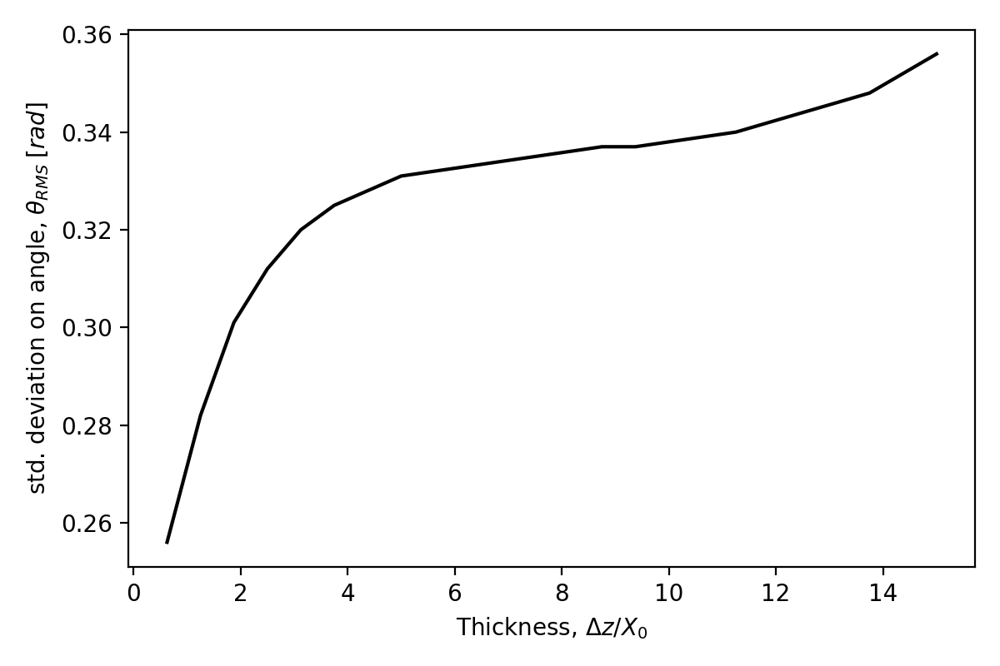 0.36
0.34
0.32
0.30
0.28
0.26
std. deviation on angle, θRMS [rad]
0 2 4 6 8 10 12 14
Thickness, Δz/X0